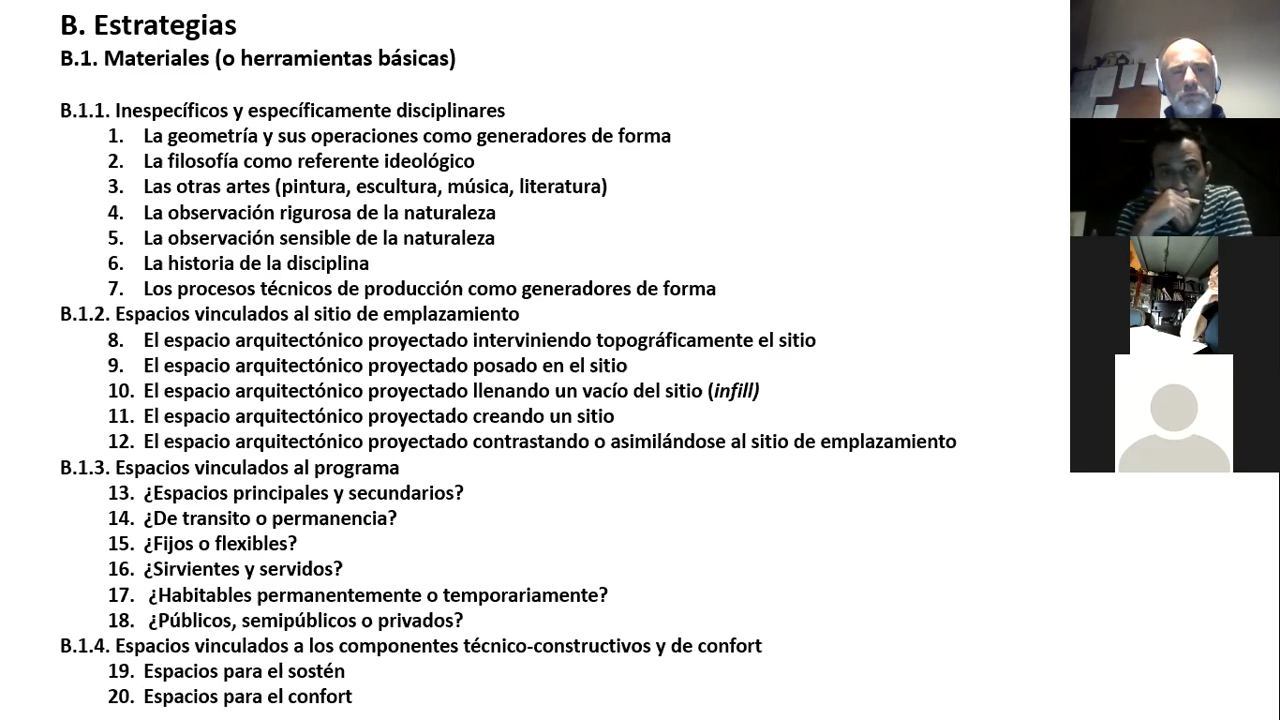 B. Estrategias
B.1. Materiales (o herramientas básicas)
B.1.1. Inespecíficos y específicamente disciplinares
1. La geometría y sus operaciones como generadores de forma
2. La filosofía como referente ideológico
3. Las otras artes (pintura, escultura, música, literatura)
4. La observación rigurosa de la naturaleza
5. La observación sensible de la naturaleza
6. La historia de la disciplina
7. Los procesos técnicos de producción como generadores de forma
B.1.2. Espacios vinculados al sitio de emplazamiento
8. El espacio arquitectónico proyectado interviniendo topográficamente el sitio
9. El espacio arquitectónico proyectado posado en el sitio
10. El espacio arquitectónico proyectado llenando un vacío del sitio (infill)
11. El espacio arquitectónico proyectado creando un sitio
12. El espacio arquitectónico proyectado contrastando o asimilándose al sitio de emplazamiento
B.1.3. Espacios vinculados al programa
13. ¿Espacios principales y secundarios?
14. ¿De transito o permanencia?
15. ¿Fijos o flexibles?
16. ¿Sirvientes y servidos?
17. ¿Habitables permanentemente o temporariamente?
18. ¿Públicos, semipúblicos o privados?
B.1.4. Espacios vinculados a los componentes técnico-constructivos y de confort
19. Espacios para el sostén
20. Espacios para el confort